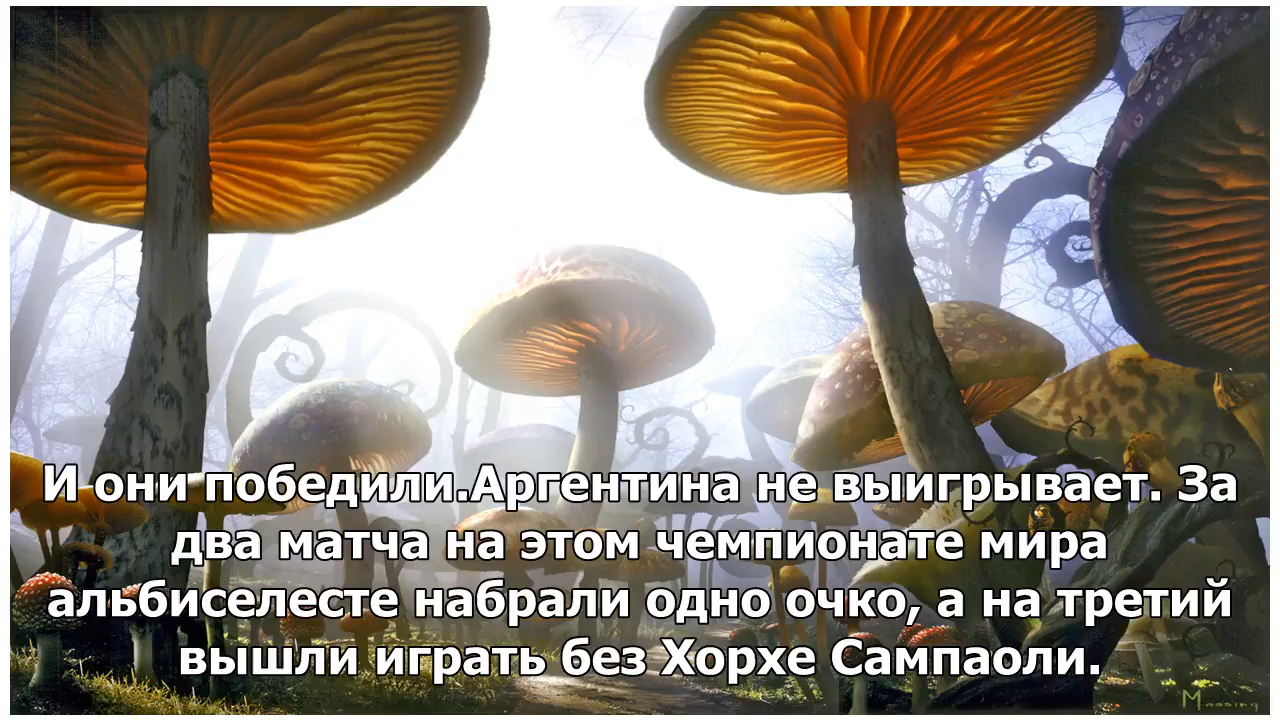 И они победили.Аргентина не выигрывает. За
два матча на этом чемпионате мира
альбиселесте набрали одно очко, а на третий
вышли играть без Хорхе Сампаоли.
Massing